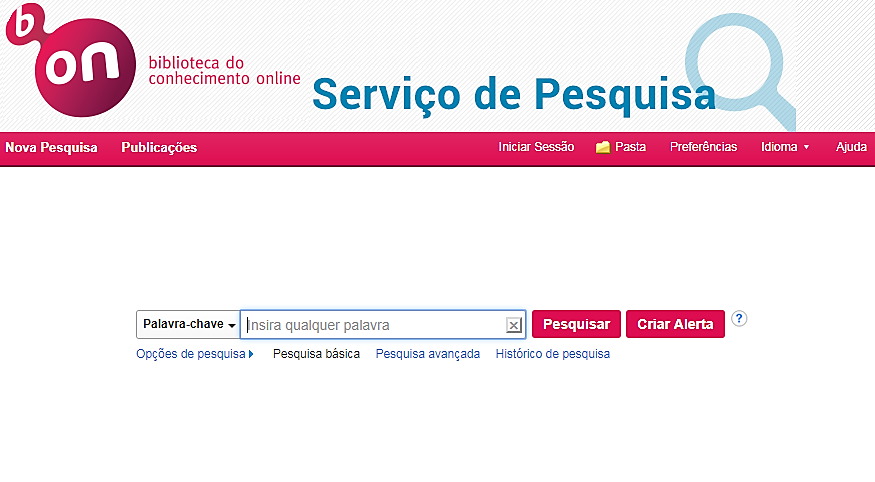 b
on
biblioteca do
conhecimento online
Serviço de Pesquisa
Nova Pesquisa Publicações Iniciar Sessão Pasta Preferências Idioma Ajuda
Palavra-chave Insira qualquer palavra Pesquisar Criar Alerta ?
Opções de pesquisa Pesquisa básica Pesquisa avançada Histórico de pesquisa